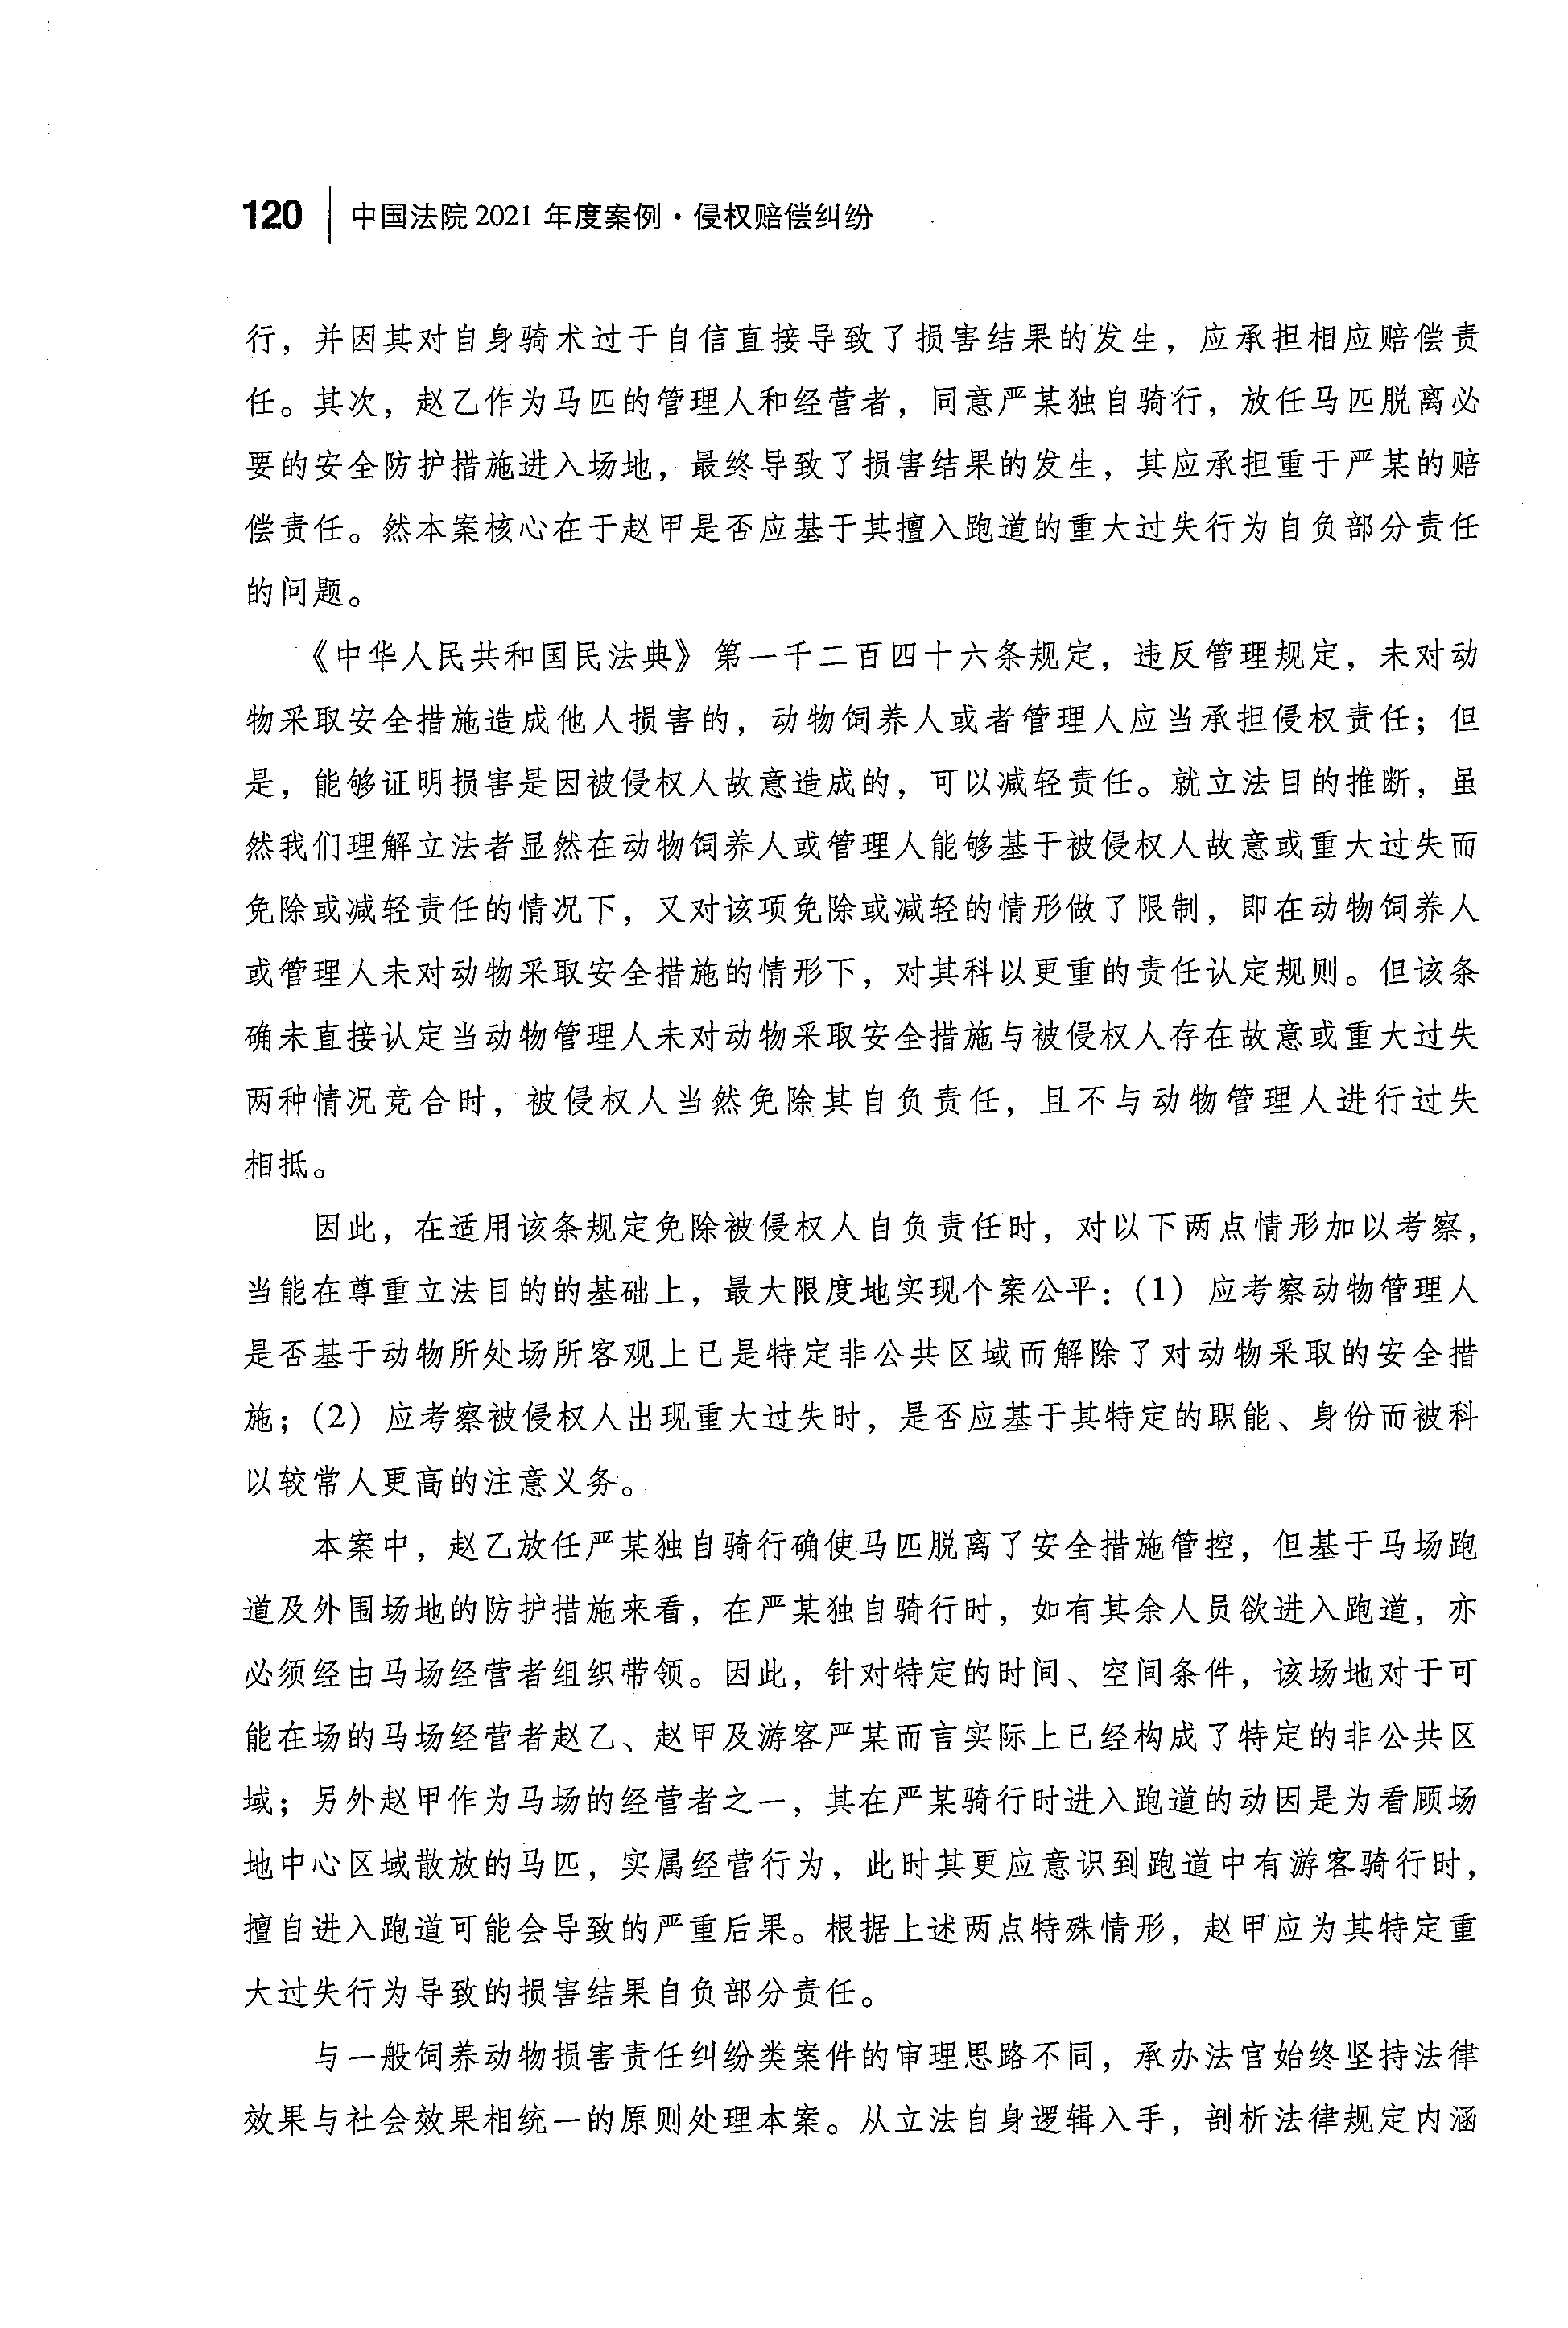 120 中国法院 2021 年度案例·侵权赔偿纠纷
行，并因其对自身骑术过于自信直接导致了损害结果的发生，应承担相应赔偿责
任。其次，赵乙作为马匹的管理人和经营者，同意严某独自骑行，放任马匹脱离必
要的安全防护措施进入场地，最终导致了损害结果的发生，其应承担重于严某的赔
偿责任。然本案核心在于赵甲是否应基于其擅入跑道的重大过失行为自负部分责任
的问题。
《中华人民共和国民法典》第一千二百四十六条规定，违反管理规定，未对动
物采取安全措施造成他人损害的，动物饲养人或者管理人应当承担侵权责任；但
是，能够证明损害是因被侵权人故意造成的，可以减轻责任。就立法目的推断，虽
然我们理解立法者显然在动物饲养人或管理人能够基于被侵权人故意或重大过失而
免除或减轻责任的情况下，又对该项免除或减轻的情形做了限制，即在动物饲养人
或管理人未对动物采取安全措施的情形下，对其科以更重的责任认定规则。但该条
确未直接认定当动物管理人未对动物采取安全措施与被侵权人存在故意或重大过失
两种情况竞合时，被侵权人当然免除其自负责任，且不与动物管理人进行过失
相抵。
因此，在适用该条规定免除被侵权人自负责任时，对以下两点情形加以考察，
当能在尊重立法目的的基础上，最大限度地实现个案公平：（1）应考察动物管理人
是否基于动物所处场所客观上已是特定非公共区域而解除了对动物采取的安全措
施；（2）应考察被侵权人出现重大过失时，是否应基于其特定的职能、身份而被科
以较常人更高的注意义务。
本案中，赵乙放任严某独自骑行确使马匹脱离了安全措施管控，但基于马场跑
道及外围场地的防护措施来看，在严某独自骑行时，如有其余人员欲进入跑道，亦
必须经由马场经营者组织带领。因此，针对特定的时间、空间条件，该场地对于可
能在场的马场经营者赵乙、赵甲及游客严某而言实际上已经构成了特定的非公共区
域；另外赵甲作为马场的经营者之一，其在严某骑行时进入跑道的动因是为看顾场
地中心区域散放的马匹，实属经营行为，此时其更应意识到跑道中有游客骑行时，
擅自进入跑道可能会导致的严重后果。根据上述两点特殊情形，赵甲应为其特定重
大过失行为导致的损害结果自负部分责任。
与一般饲养动物损害责任纠纷类案件的审理思路不同，承办法官始终坚持法律
效果与社会效果相统一的原则处理本案。从立法自身逻辑入手，剖析法律规定内涵